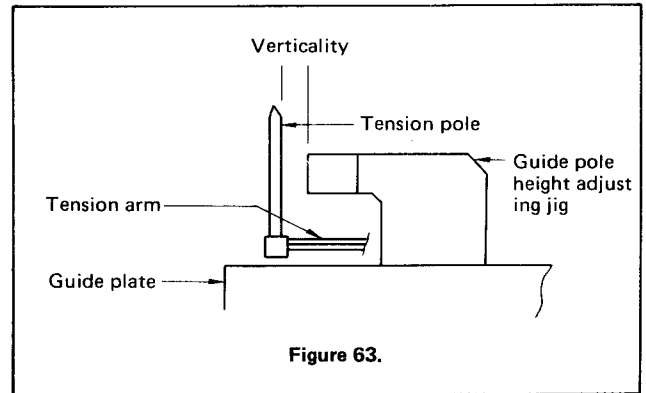 Verticality
Tension pole
Guide pole
height adjust
ing jig
Tension arm
Guide plate
Figure 63.